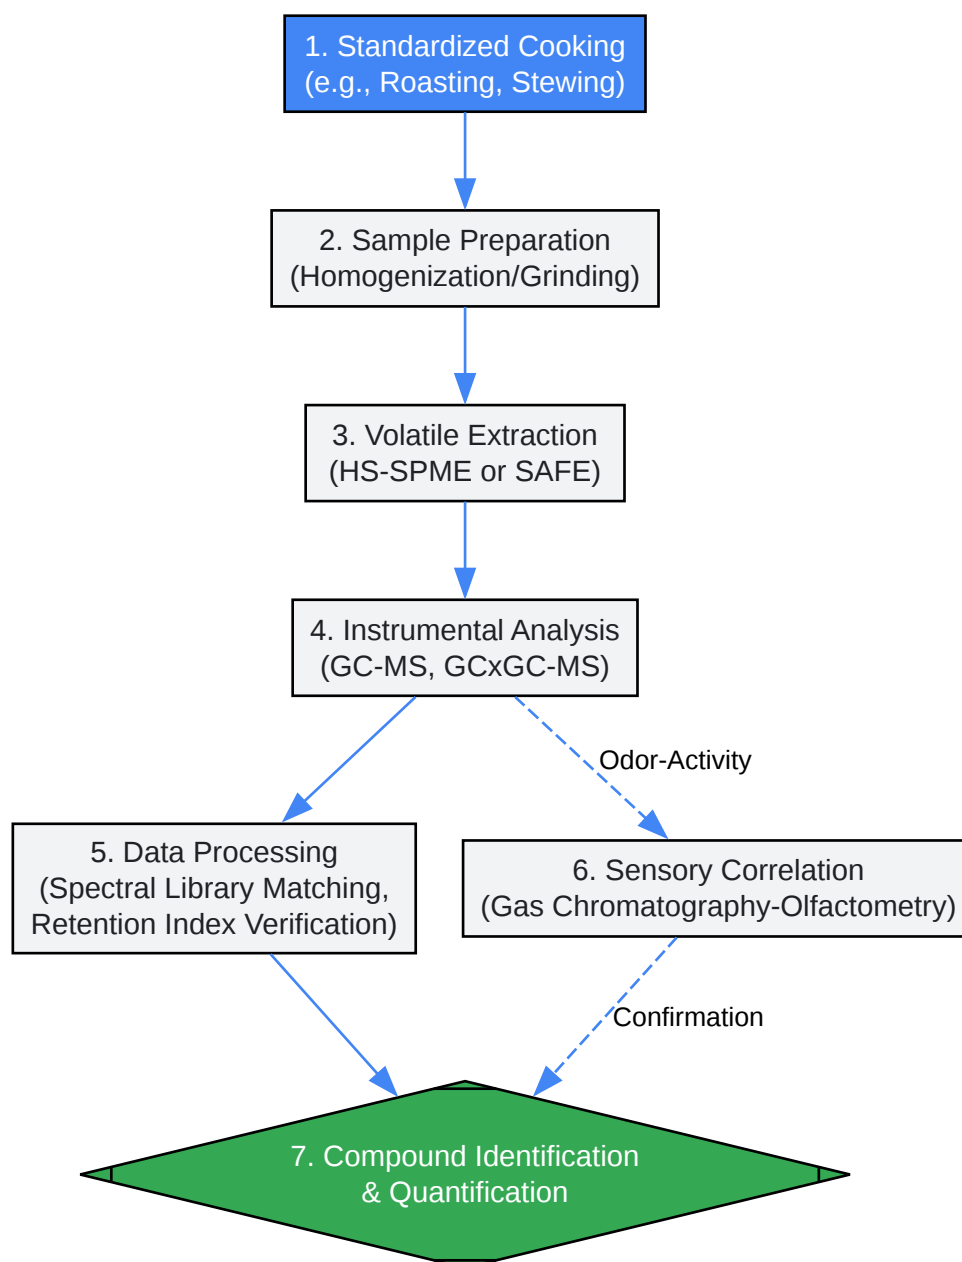 1. Standardized Cooking
(e.g., Roasting, Stewing)
2. Sample Preparation
(Homogenization/Grinding)
3. Volatile Extraction
(HS-SPME or SAFE)
4. Instrumental Analysis
(GC-MS, GCxGC-MS)
Odor-Activity
5. Data Processing
(Spectral Library Matching,
Retention Index Verification)
6. Sensory Correlation
(Gas Chromatography-Olfactometry)
Confirmation
7. Compound Identification
& Quantification